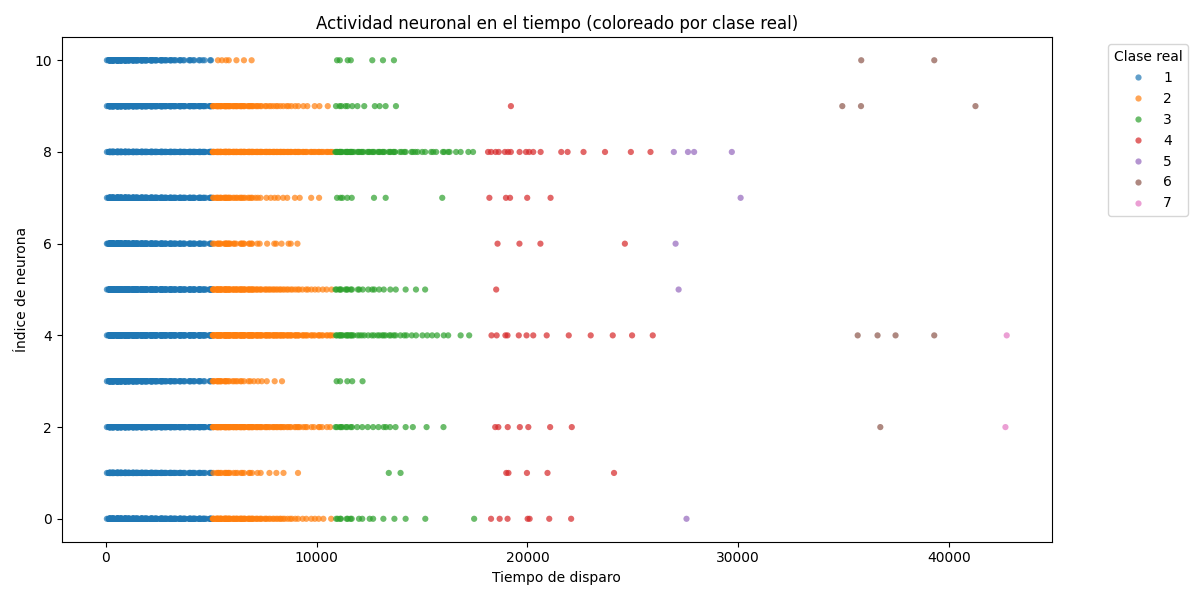 Actividad neuronal en el tiempo (coloreado por clase real)
Índice de neurona
10
8
6
4
2
0
0 10000 20000 30000 40000
Tiempo de disparo
Clase real
1
2
3
4
5
6
7